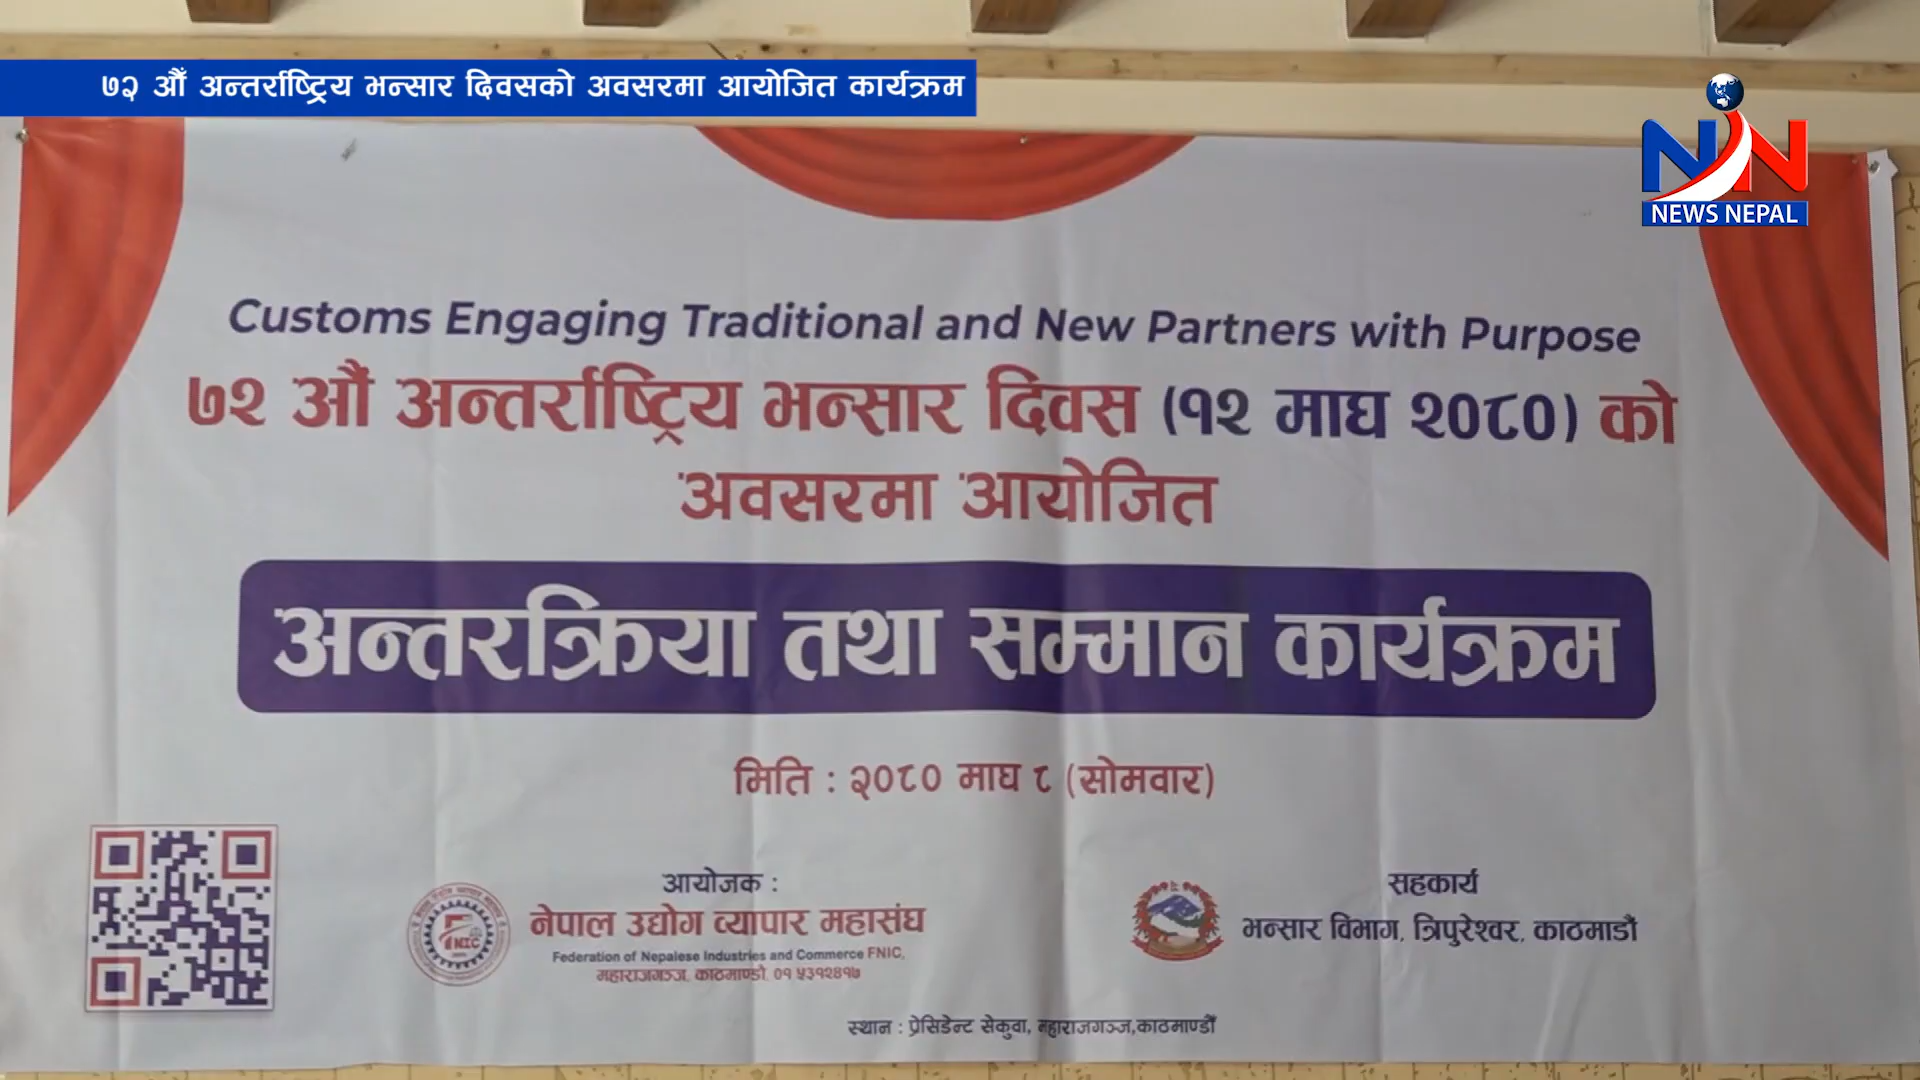 ७२ औँ अन्तर्राष्ट्रिय भन्सार दिवसको अवसरमा आयोजित कार्यक्रम
NN
NEWS NEPAL
Customs Engaging Traditional and New Partners with Purpose
७२ औं अन्तर्राष्ट्रिय भन्सार दिवस (१२ माघ २०८०) को
अवसरमा आयोजित
अन्तरक्रिया तथा सम्मान कार्यक्रम
मिति : २०८० माघ ८ (सोमवार)
आयोजक :
नेपाल उद्योग व्यापार महासंघ
Federation of Nepalese Industries and Commerce FNIC,
महाराजगञ्ज, काठमाण्डौ, ०१ ५३१२४१७
FNIC
सहकार्य
भन्सार विभाग, त्रिपुरेश्वर, काठमाडौं
स्थान : प्रेसिडेन्ट सेकुवा, महाराजगञ्ज,काठमाण्डौँ